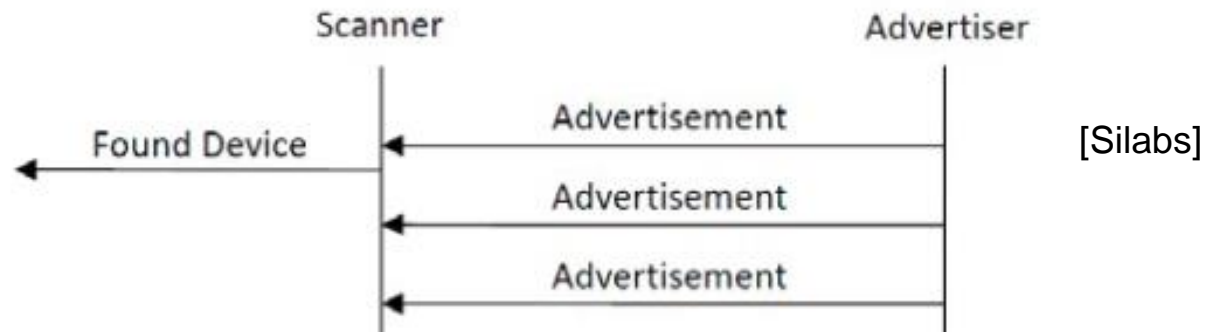 Scanner
Advertiser
Advertisement
[Silabs]
Found Device
Advertisement
Advertisement